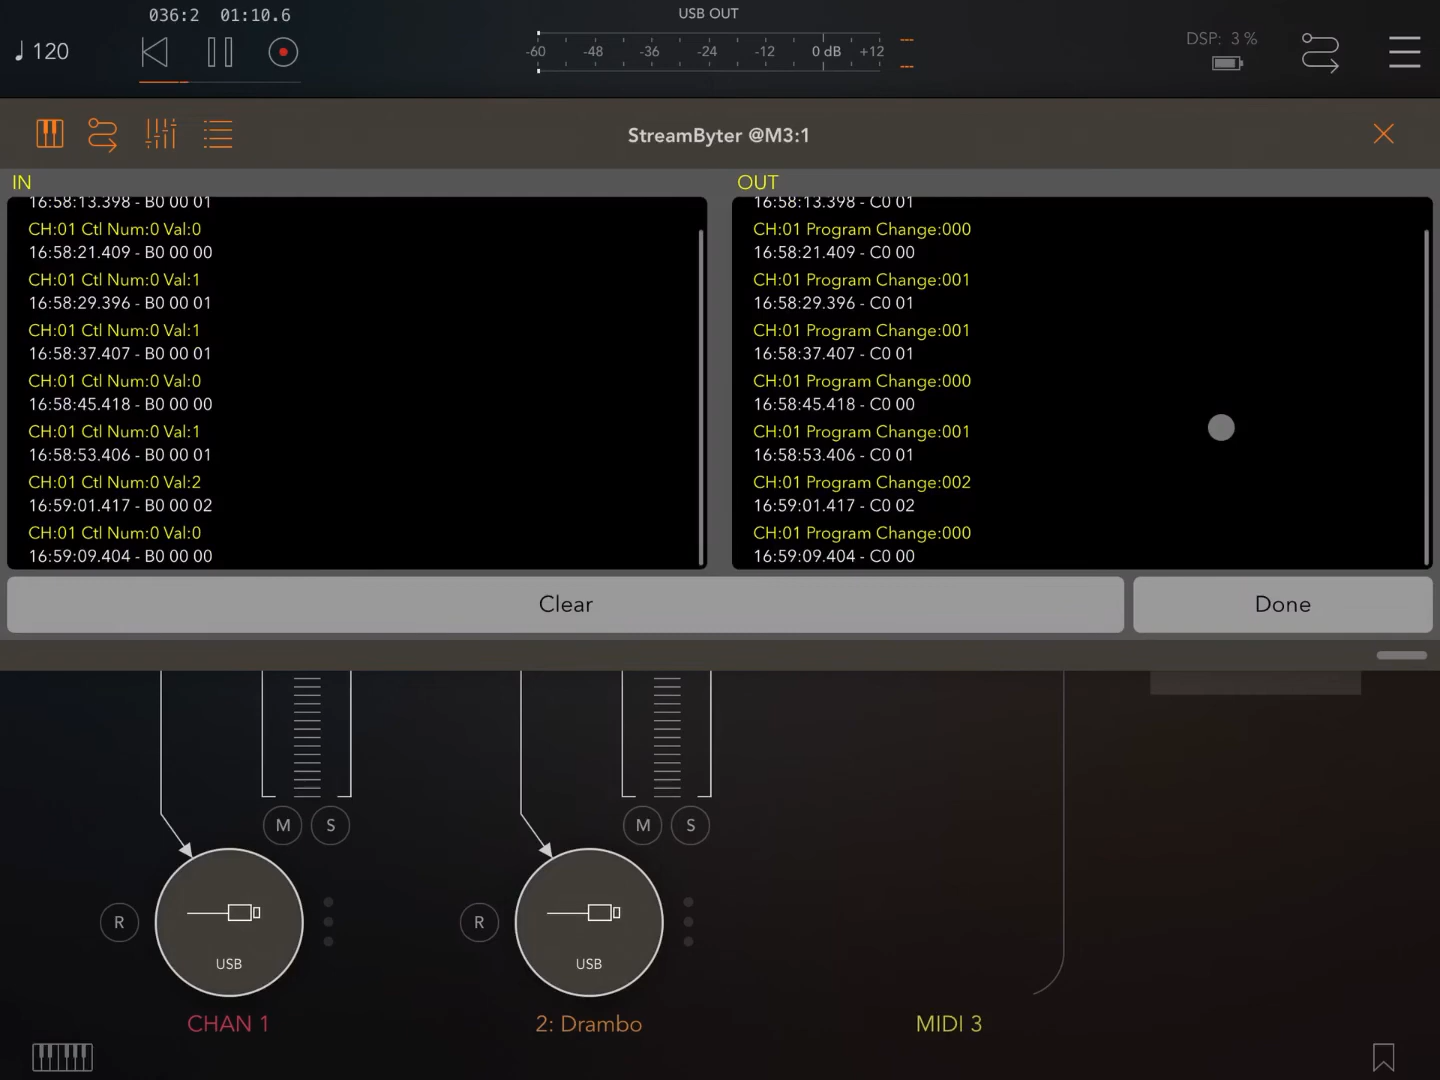 036:2 01:10.6
USB OUT
♩ 120
-60 -48 -36 -24 -12 0 dB +12
DSP: 3 %
StreamByter @M3:1
IN
16:58:13.398 - B0 00 01
CH:01 Ctl Num:0 Val:0
16:58:21.409 - B0 00 00
CH:01 Ctl Num:0 Val:1
16:58:29.396 - B0 00 01
CH:01 Ctl Num:0 Val:1
16:58:37.407 - B0 00 01
CH:01 Ctl Num:0 Val:0
16:58:45.418 - B0 00 00
CH:01 Ctl Num:0 Val:1
16:58:53.406 - B0 00 01
CH:01 Ctl Num:0 Val:2
16:59:01.417 - B0 00 02
CH:01 Ctl Num:0 Val:0
16:59:09.404 - B0 00 00
OUT
16:58:13.398 - C0 01
CH:01 Program Change:000
16:58:21.409 - C0 00
CH:01 Program Change:001
16:58:29.396 - C0 01
CH:01 Program Change:001
16:58:37.407 - C0 01
CH:01 Program Change:000
16:58:45.418 - C0 00
CH:01 Program Change:001
16:58:53.406 - C0 01
CH:01 Program Change:002
16:59:01.417 - C0 02
CH:01 Program Change:000
16:59:09.404 - C0 00
Clear
Done
M S
M S
R
USB
R
USB
CHAN 1
2: Drambo
MIDI 3